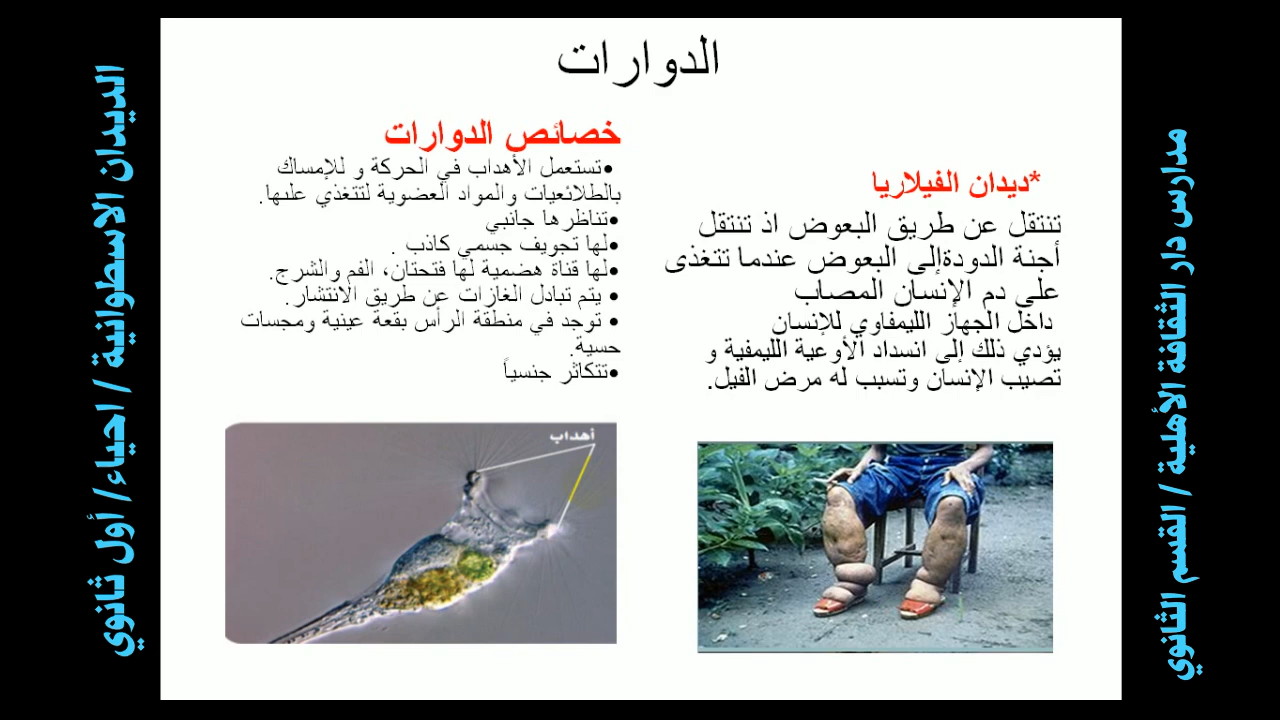 الدوارات
*ديدان الفيلاريا
تنتقل عن طريق البعوض اذ تنتقل
أجنة الدودةإلى البعوض عندما تتغذى
على دم الإنسان المصاب
داخل الجهاز الليمفاوي للإنسان
يؤدي ذلك إلى انسداد الأوعية الليمفية و
تصيب الإنسان وتسبب له مرض الفيل.
خصائص الدوارات
•تستعمل الأهداب في الحركة و للإمساك
بالطلائعيات والمواد العضوية لتتغذي علىها.
•تناظرها جانبي
•لها تجويف جسمي كاذب .
•لها قناة هضمية لها فتحتان، الفم والشرج.
• يتم تبادل الغازات عن طريق الانتشار.
• توجد في منطقة الرأس بقعة عينية ومجسات
حسية.
•تتكاثر جنسياً
أهداب
مدارس دار الثقافة الأهلية / القسم الثانوي
الديدان الاسطوانية / احياء/ أول ثانوي